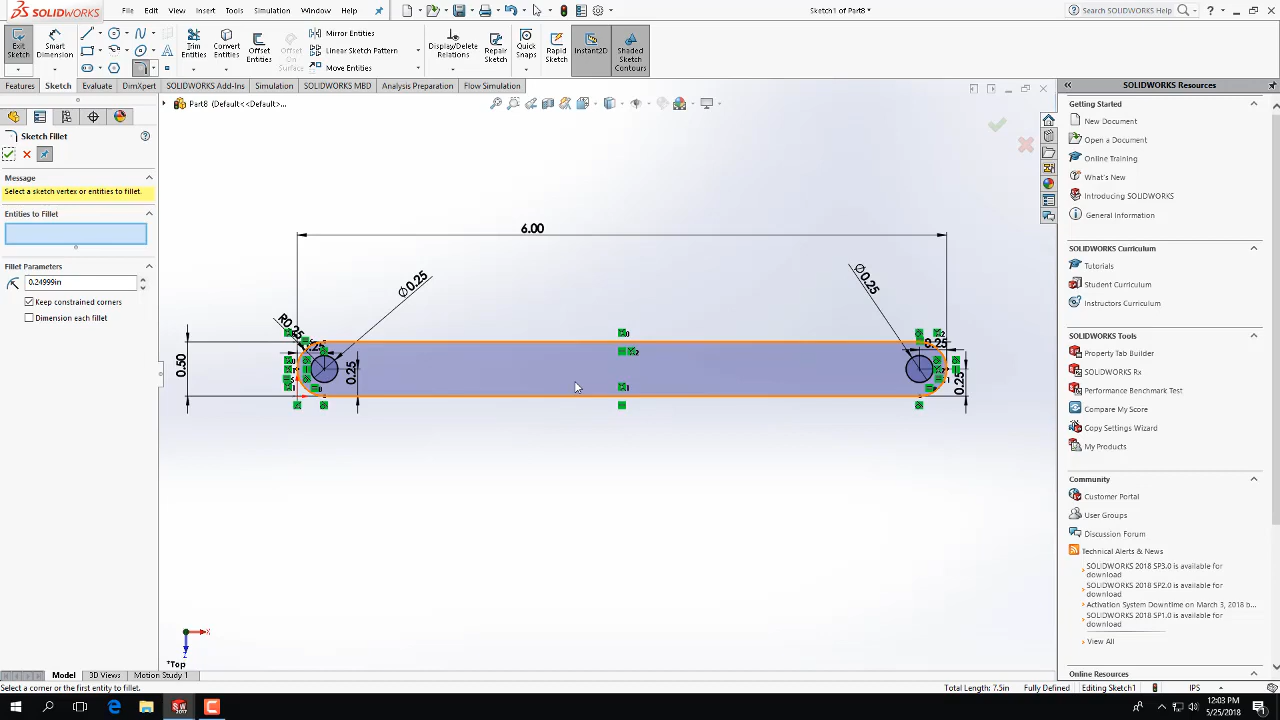 SOLIDWORKS
File
Edit
View
Insert
Tools
Simulation
Window
Help
Sketch1 of Part8 *
Search SOLIDWORKS Help
Exit
Sketch
Smart
Dimension
Trim
Entities
Convert
Entities
Offset
Entities
Offset
On
Surface
Mirror Entities
Linear Sketch Pattern
Move Entities
Display/Delete
Relations
Repair
Sketch
Quick
Snaps
Rapid
Sketch
Instant2D
Shaded
Sketch
Contours
Features
Sketch
Evaluate
DimXpert
SOLIDWORKS Add-Ins
Simulation
SOLIDWORKS MBD
Analysis Preparation
Flow Simulation
Part8 (Default<<Default>...
Sketch Fillet
Message
Select a sketch vertex or entities to fillet.
Entities to Fillet
Fillet Parameters
0.24999in
Keep constrained corners
Dimension each fillet
6.00
∅0.25
∅0.25
R0.25
0.50
0.25
0.25
*Top
X
Z
SOLIDWORKS Resources
Getting Started
New Document
Open a Document
Online Training
What's New
Introducing SOLIDWORKS
General Information
SOLIDWORKS Curriculum
Tutorials
Student Curriculum
Instructors Curriculum
SOLIDWORKS Tools
Property Tab Builder
SOLIDWORKS Rx
Performance Benchmark Test
Compare My Score
Copy Settings Wizard
My Products
Community
Customer Portal
User Groups
Discussion Forum
Technical Alerts & News
SOLIDWORKS 2018 SP3.0 is available for
download
SOLIDWORKS 2018 SP2.0 is available for
download
Activation System Downtime on March 3, 2018 b...
SOLIDWORKS 2018 SP1.0 is available for
download
View All
Online Resources
Model
3D Views
Motion Study 1
Select a corner or the first entity to fillet.
Total Length: 7.5in
Fully Defined
Editing Sketch1
IPS
12:03 PM
5/25/2018